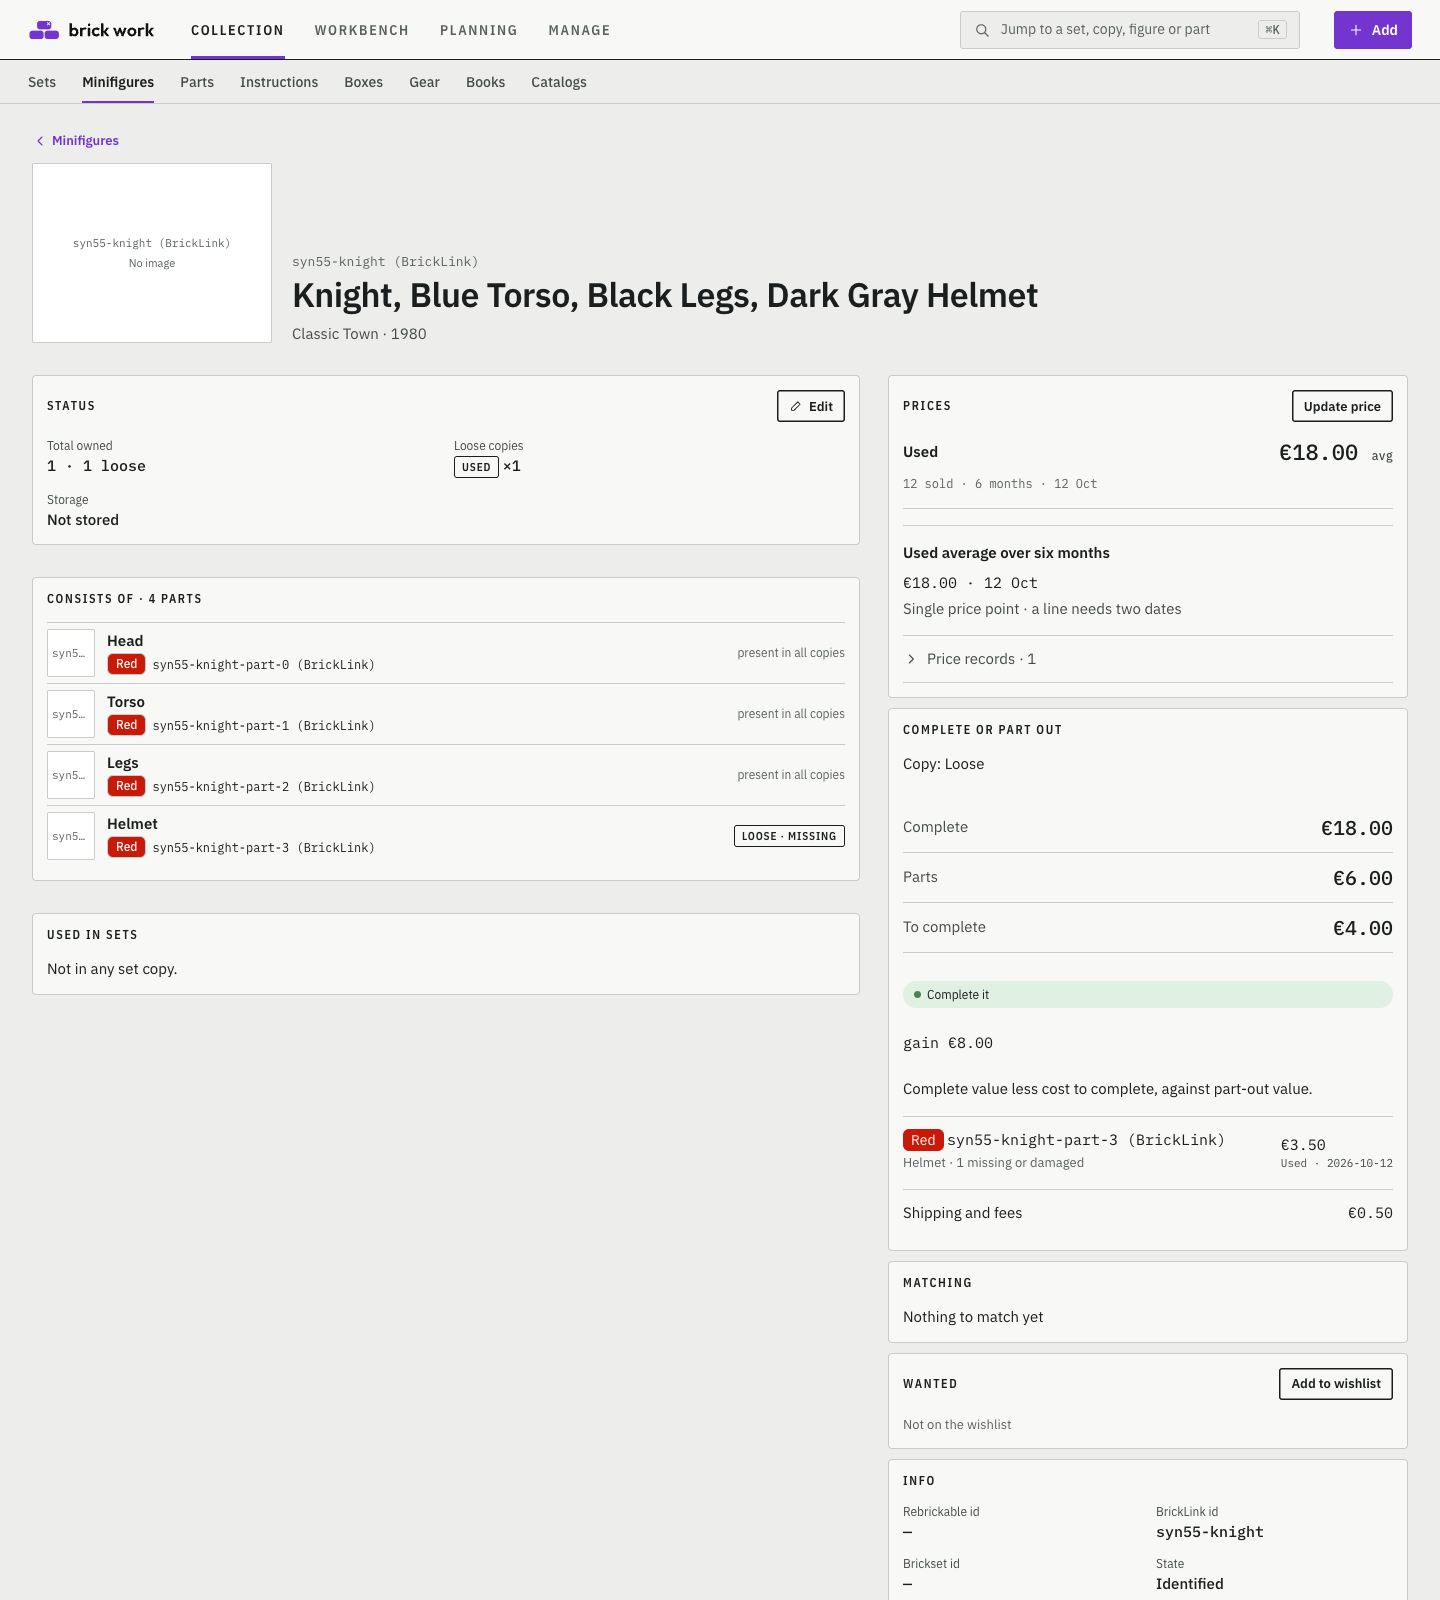 brick work
COLLECTION
WORKBENCH
PLANNING
MANAGE
Jump to a set, copy, figure or part
⌘K
+ Add
Sets
Minifigures
Parts
Instructions
Boxes
Gear
Books
Catalogs
Minifigures
syn55-knight (BrickLink)
No image
syn55-knight (BrickLink)
Knight, Blue Torso, Black Legs, Dark Gray Helmet
Classic Town · 1980
STATUS
Edit
Total owned
1 · 1 loose
Loose copies
USED ×1
Storage
Not stored
CONSISTS OF · 4 PARTS
syn5…
Head
Red syn55-knight-part-0 (BrickLink)
present in all copies
syn5…
Torso
Red syn55-knight-part-1 (BrickLink)
present in all copies
syn5…
Legs
Red syn55-knight-part-2 (BrickLink)
present in all copies
syn5…
Helmet
Red syn55-knight-part-3 (BrickLink)
LOOSE · MISSING
USED IN SETS
Not in any set copy.
PRICES
Update price
Used
€18.00 avg
12 sold · 6 months · 12 Oct
Used average over six months
€18.00 · 12 Oct
Single price point · a line needs two dates
Price records · 1
COMPLETE OR PART OUT
Copy: Loose
Complete
€18.00
Parts
€6.00
To complete
€4.00
Complete it
gain €8.00
Complete value less cost to complete, against part-out value.
Red syn55-knight-part-3 (BrickLink)
Helmet · 1 missing or damaged
€3.50
Used · 2026-10-12
Shipping and fees
€0.50
MATCHING
Nothing to match yet
WANTED
Add to wishlist
Not on the wishlist
INFO
Rebrickable id
—
BrickLink id
syn55-knight
Brickset id
—
State
Identified